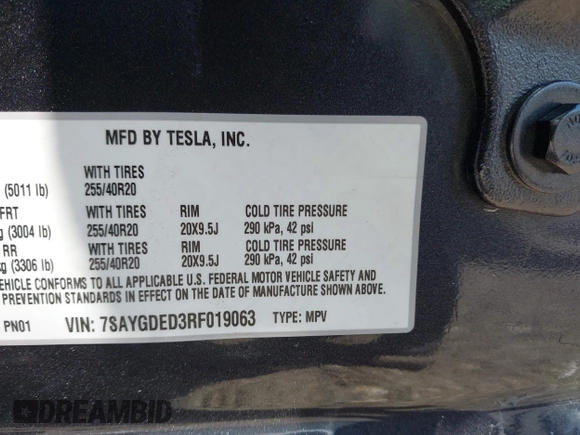 MFD BY TESLA, INC.
WITH TIRES
(5011 lb) 255/40R20
FRT WITH TIRES RIM COLD TIRE PRESSURE
g (3004 lb) 255/40R20 20X9.5J 290 kPa, 42 psi
RR WITH TIRES RIM COLD TIRE PRESSURE
kg (3306 lb) 255/40R20 20X9.5J 290 kPa, 42 psi
VEHICLE CONFORMS TO ALL APPLICABLE U.S. FEDERAL MOTOR VEHICLE SAFETY AND
PREVENTION STANDARDS IN EFFECT ON THE DATE OF MANUFACTURE SHOWN ABOVE.
PN01 VIN: 7SAYGDED3RF019063 TYPE: MPV
DREAMBID